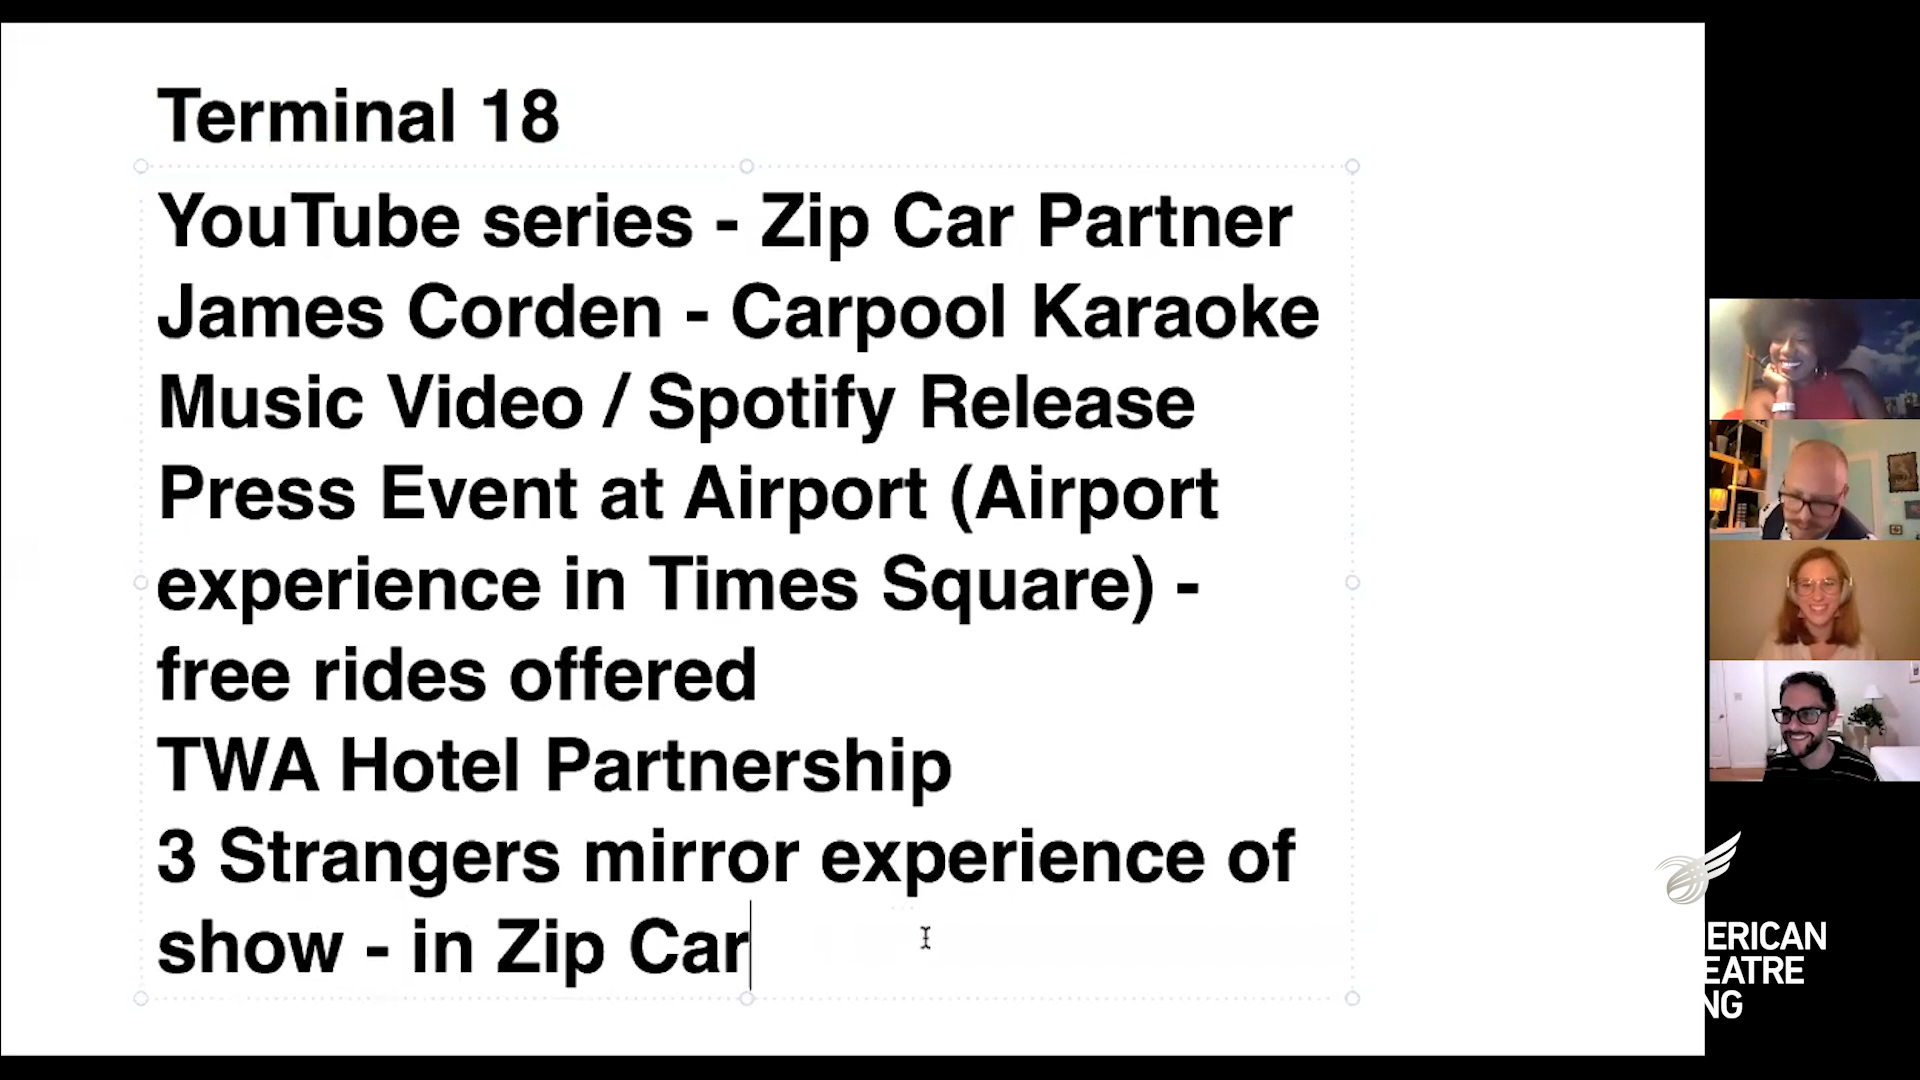 Terminal 18
YouTube series - Zip Car Partner
James Corden - Carpool Karaoke
Music Video / Spotify Release
Press Event at Airport (Airport
experience in Times Square) -
free rides offered
TWA Hotel Partnership
3 Strangers mirror experience of
show - in Zip Car
ERICAN
EATRE
NG